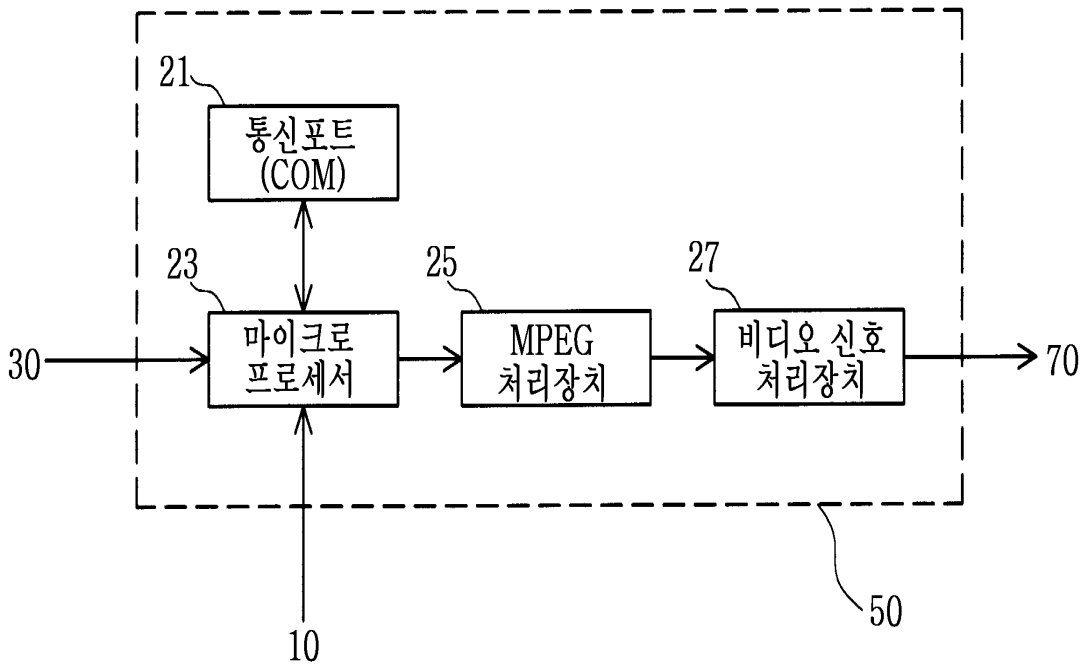 21
통신포트
(COM)
23
마이크로
프로세서
25
MPEG
처리장치
27
비디오 신호
처리장치
30
70
50
10